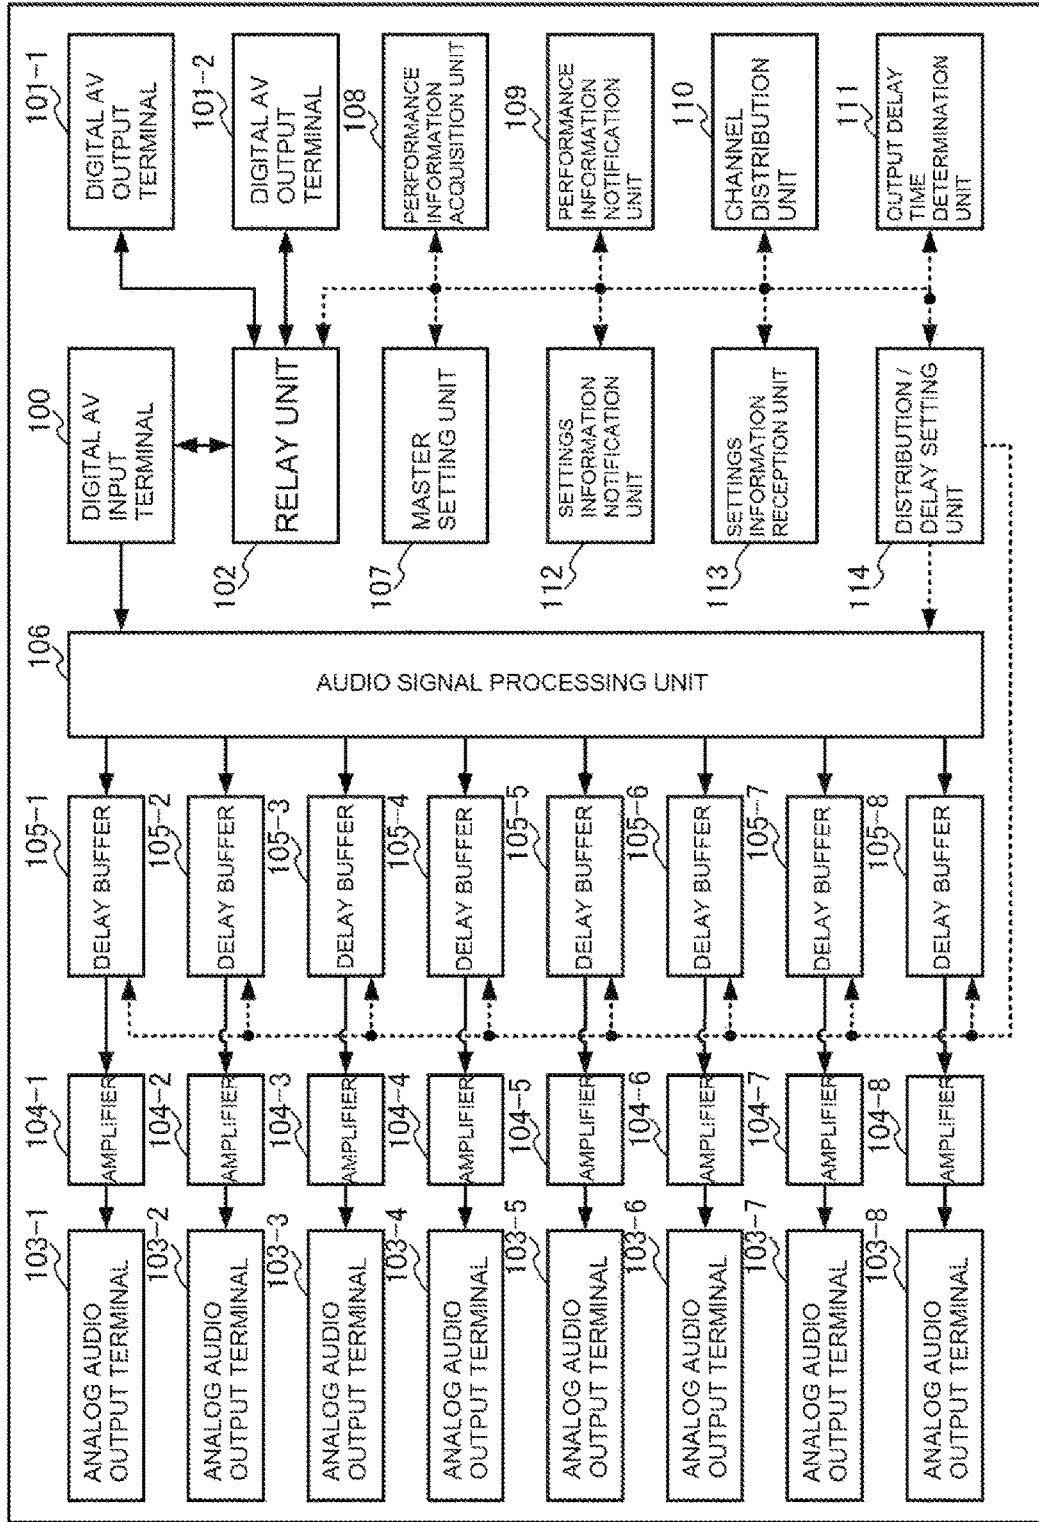 103-1
ANALOG AUDIO
OUTPUT TERMINAL
104-1
AMPLIFIER
105-1
DELAY BUFFER
103-2
ANALOG AUDIO
OUTPUT TERMINAL
104-2
AMPLIFIER
105-2
DELAY BUFFER
103-3
ANALOG AUDIO
OUTPUT TERMINAL
104-3
AMPLIFIER
105-3
DELAY BUFFER
103-4
ANALOG AUDIO
OUTPUT TERMINAL
104-4
AMPLIFIER
105-4
DELAY BUFFER
103-5
ANALOG AUDIO
OUTPUT TERMINAL
104-5
AMPLIFIER
105-5
DELAY BUFFER
103-6
ANALOG AUDIO
OUTPUT TERMINAL
104-6
AMPLIFIER
105-6
DELAY BUFFER
103-7
ANALOG AUDIO
OUTPUT TERMINAL
104-7
AMPLIFIER
105-7
DELAY BUFFER
103-8
ANALOG AUDIO
OUTPUT TERMINAL
104-8
AMPLIFIER
105-8
DELAY BUFFER
106
AUDIO SIGNAL PROCESSING UNIT
100
DIGITAL AV
INPUT
TERMINAL
102
RELAY UNIT
107
MASTER
SETTING UNIT
112
SETTINGS
INFORMATION
NOTIFICATION
UNIT
113
SETTINGS
INFORMATION
RECEPTION UNIT
114
DISTRIBUTION /
DELAY SETTING
UNIT
101-1
DIGITAL AV
OUTPUT
TERMINAL
101-2
DIGITAL AV
OUTPUT
TERMINAL
108
PERFORMANCE
INFORMATION
ACQUISITION UNIT
109
PERFORMANCE
INFORMATION
NOTIFICATION
UNIT
110
CHANNEL
DISTRIBUTION
UNIT
111
OUTPUT DELAY
TIME
DETERMINATION
UNIT